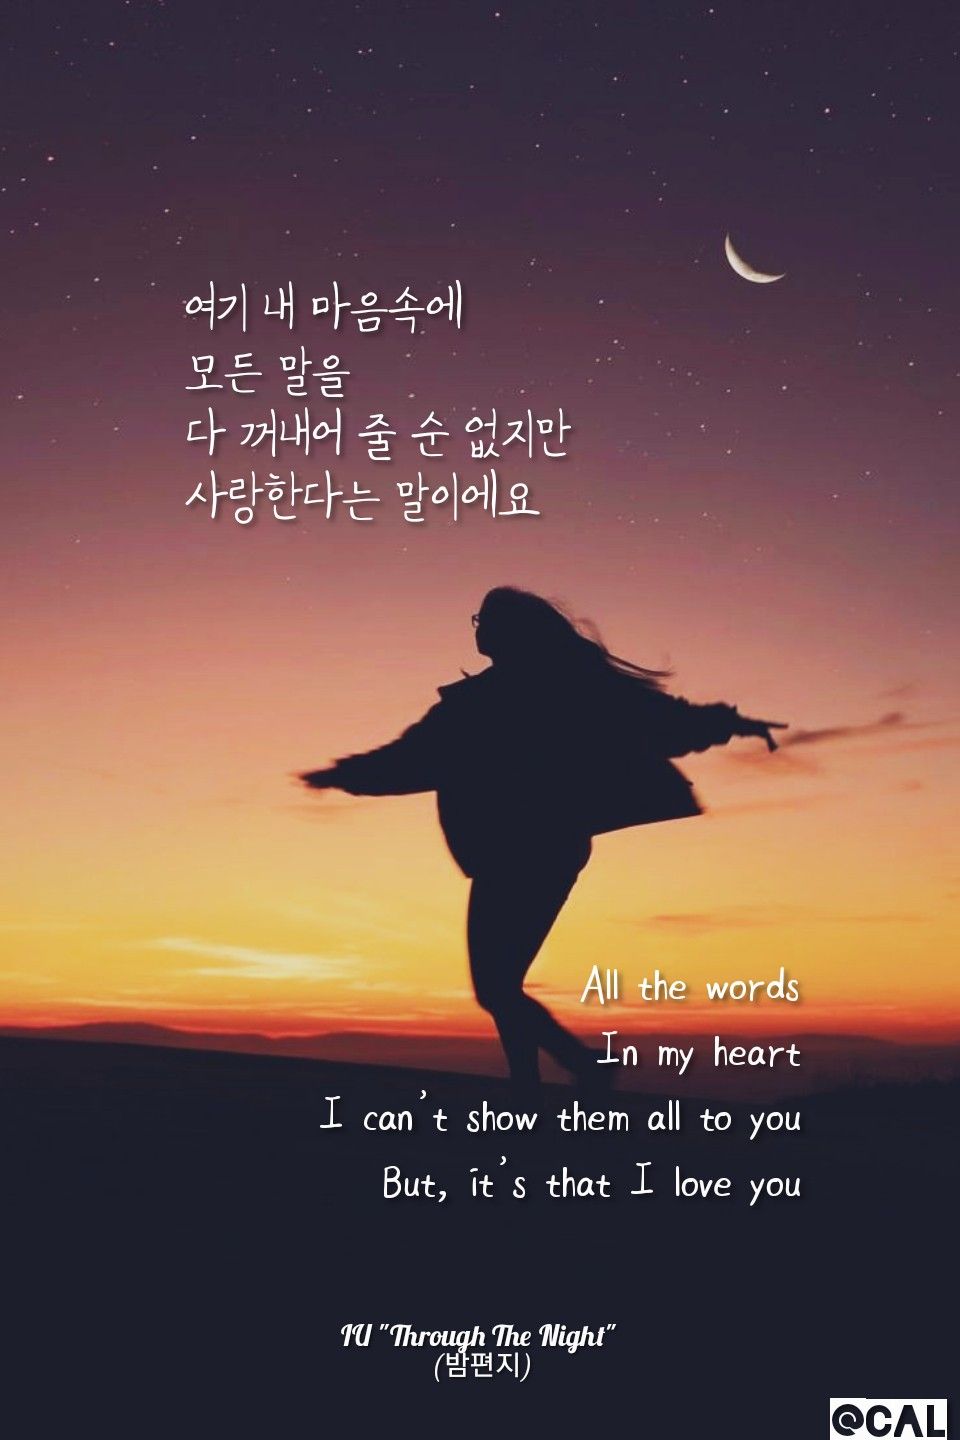 여기 내 마음속에
모든 말을
다 꺼내어 줄 순 없지만
사랑한다는 말이에요
All the words
In my heart
I can't show them all to you
But, it's that I love you
IU "Through The Night"
(밤편지)
@CAL